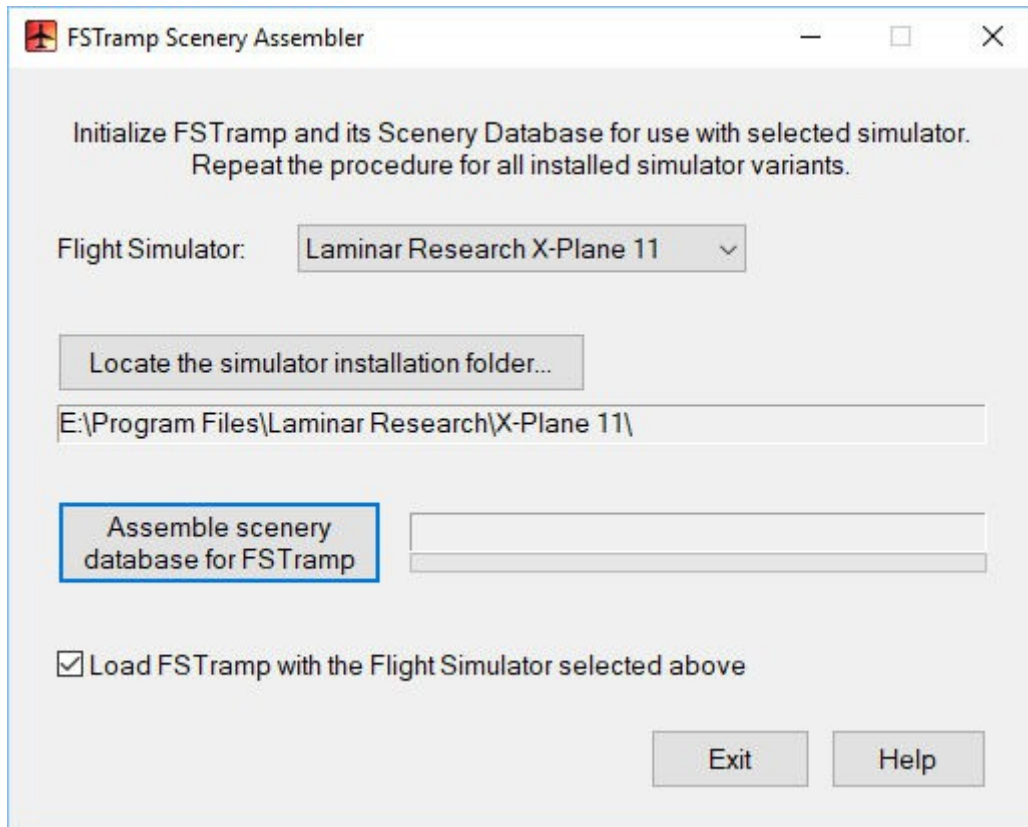 FSTramp Scenery Assembler
Initialize FSTramp and its Scenery Database for use with selected simulator.
Repeat the procedure for all installed simulator variants.
Flight Simulator:
Laminar Research X-Plane 11
Locate the simulator installation folder...
E:\Program Files\Laminar Research\X-Plane 11\
Assemble scenery
database for FSTramp
Load FSTramp with the Flight Simulator selected above
Exit
Help